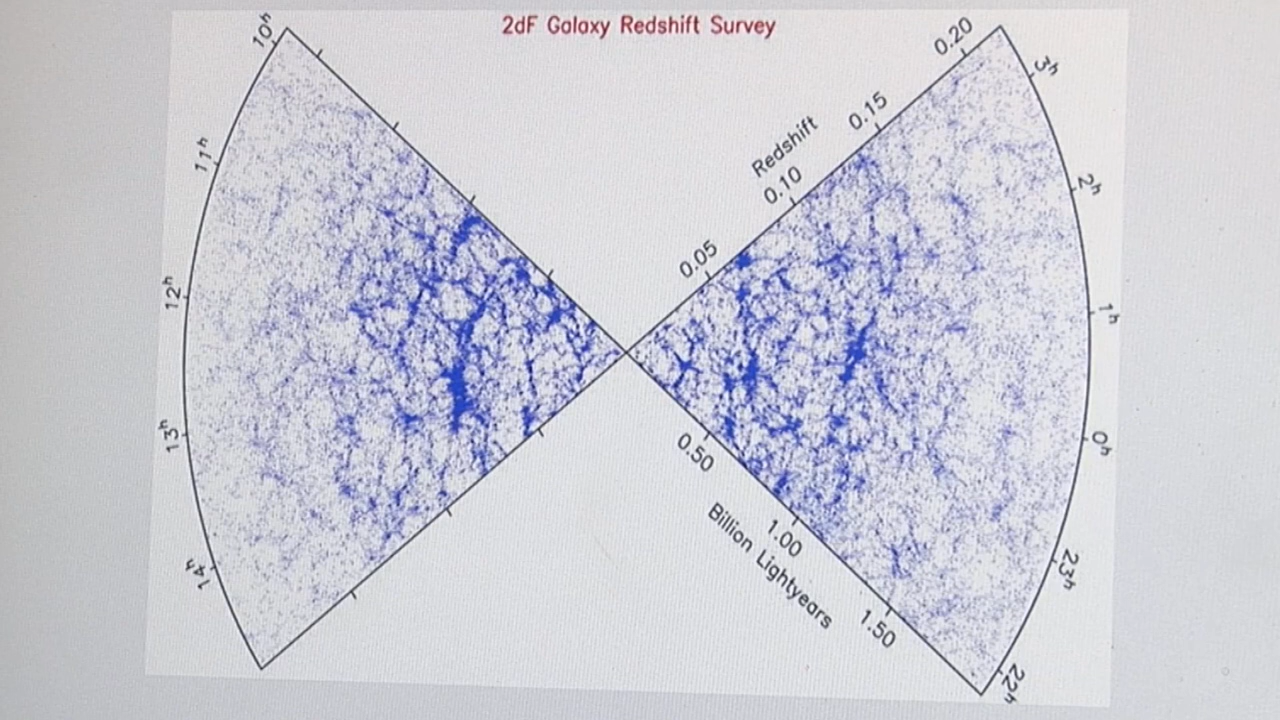 2dF Galaxy Redshift Survey
10h
11h
12h
13h
14h
Redshift
0.05
0.10
0.15
0.20
3h
2h
1h
0h
23h
22h
0.50
1.00
1.50
Billion Lightyears